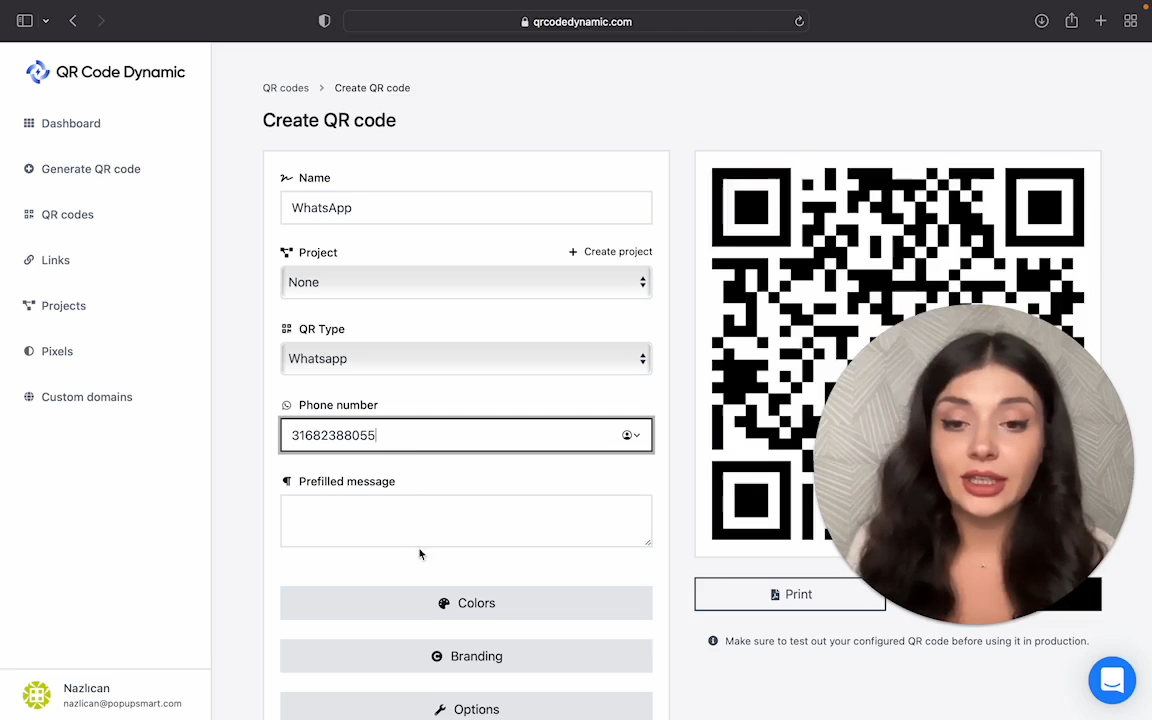 qrcodedynamic.com
QR Code Dynamic
Dashboard
Generate QR code
QR codes
Links
Projects
Pixels
Custom domains
Nazlıcan
nazlican@popupsmart.com
QR codes > Create QR code
Create QR code
Name
WhatsApp
Project
+ Create project
None
QR Type
Whatsapp
Phone number
31682388055
Prefilled message
Colors
Branding
Options
Print
Make sure to test out your configured QR code before using it in production.